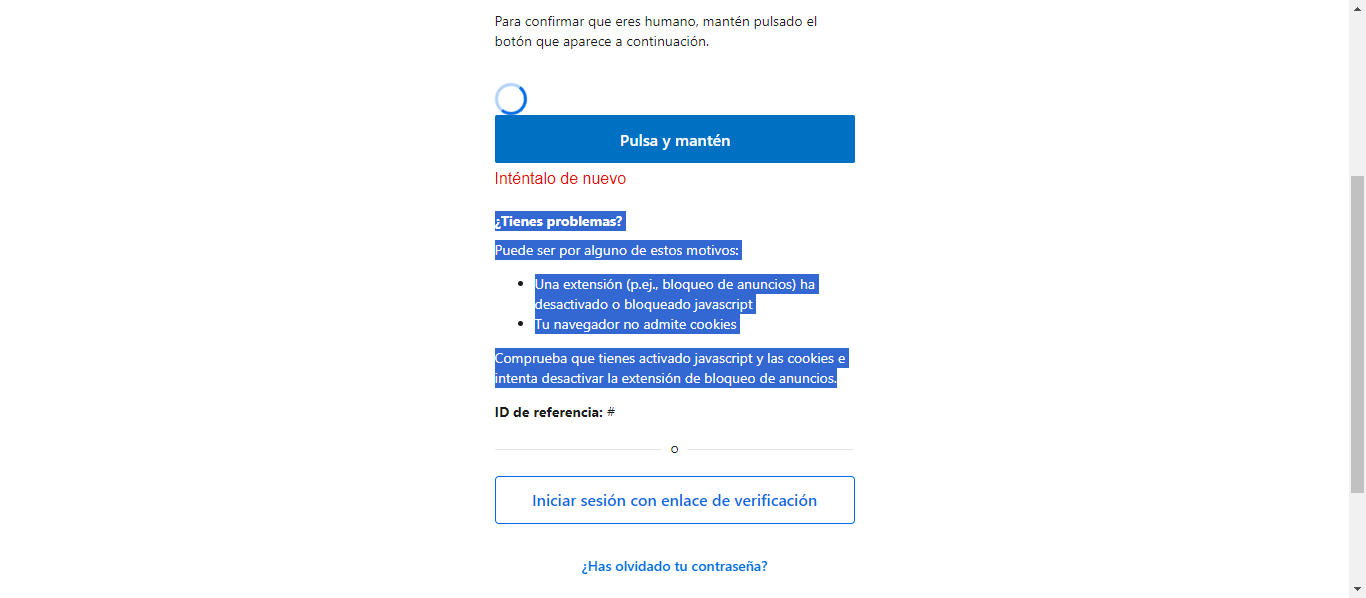 Para confirmar que eres humano, mantén pulsado el
botón que aparece a continuación.
Pulsa y mantén
Inténtalo de nuevo
¿Tienes problemas?
Puede ser por alguno de estos motivos:
• Una extensión (p.ej., bloqueo de anuncios) ha
desactivado o bloqueado javascript
• Tu navegador no admite cookies
Comprueba que tienes activado javascript y las cookies e
intenta desactivar la extensión de bloqueo de anuncios.
ID de referencia: #
o
Iniciar sesión con enlace de verificación
¿Has olvidado tu contraseña?